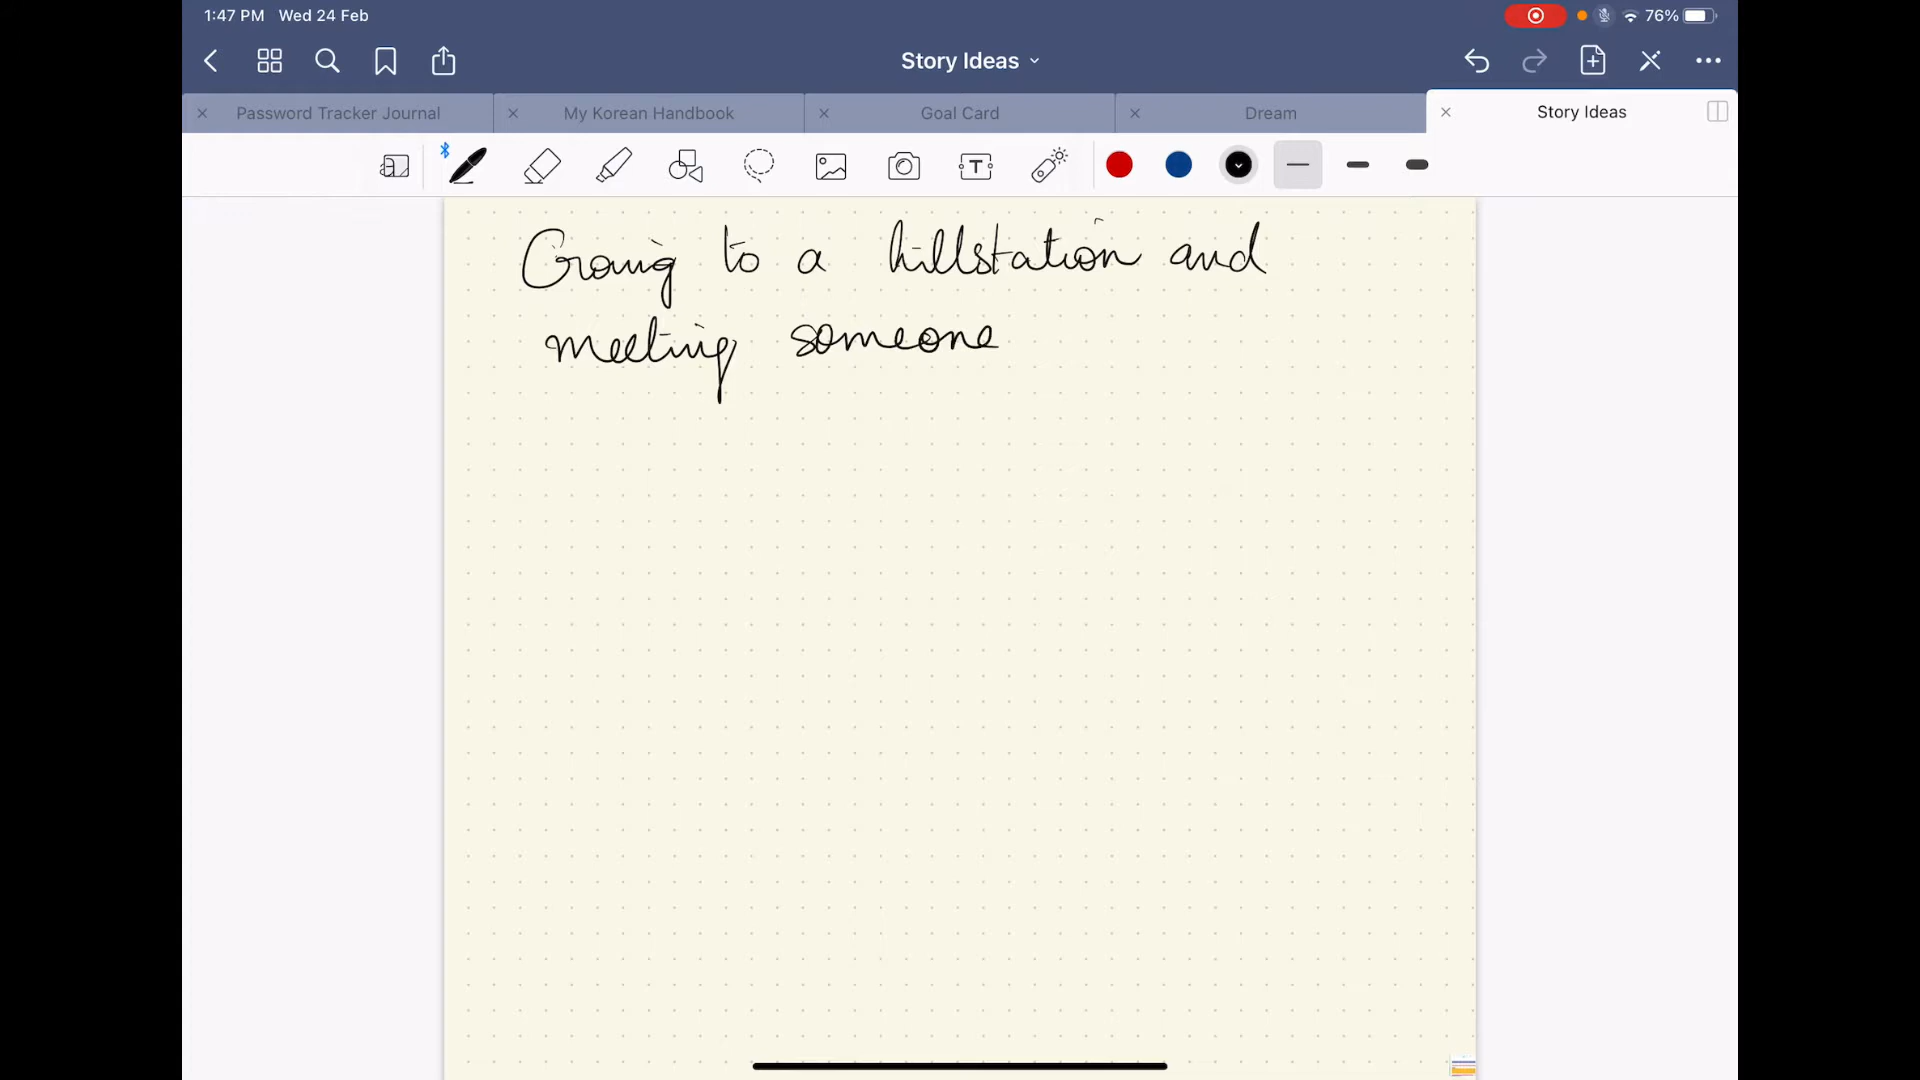 1:47 PM Wed 24 Feb 76%
Story Ideas
Password Tracker Journal My Korean Handbook Goal Card Dream Story Ideas
Going to a hillstation and
meeting someone